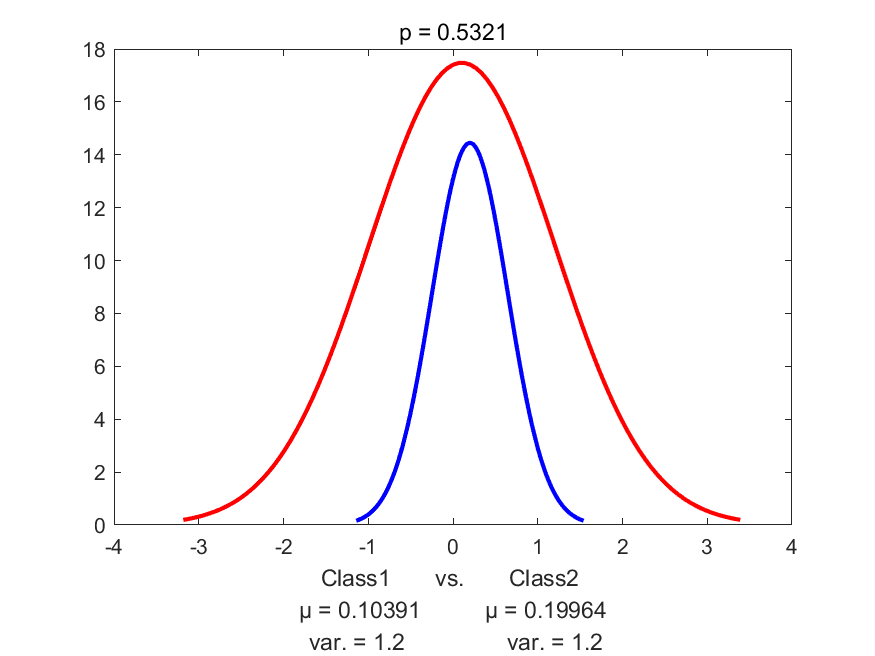 p = 0.5321
18
16
14
12
10
8
6
4
2
0
-4 -3 -2 -1 0 1 2 3 4
Class1 vs. Class2
μ = 0.10391 μ = 0.19964
var. = 1.2 var. = 1.2